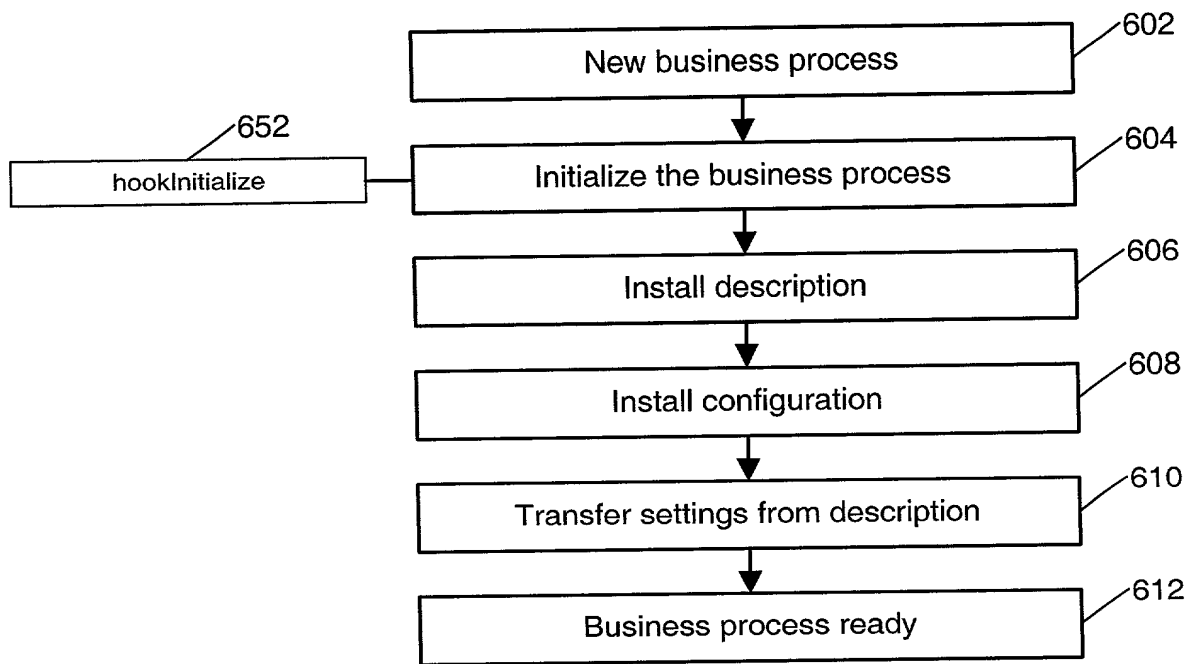 602
New business process
652
604
hookInitialize
Initialize the business process
606
Install description
608
Install configuration
610
Transfer settings from description
612
Business process ready